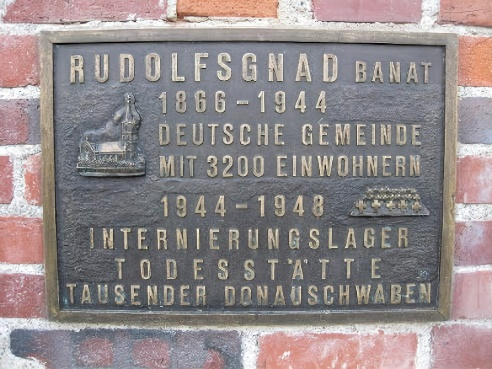 RUDOLFSGNAD BANAT
1866-1944
DEUTSCHE GEMEINDE
MIT 3200 EINWOHNERN
1944-1948
INTERNIERUNGSLAGER
TODESSTÄTTE
TAUSENDER DONAUSCHWABEN